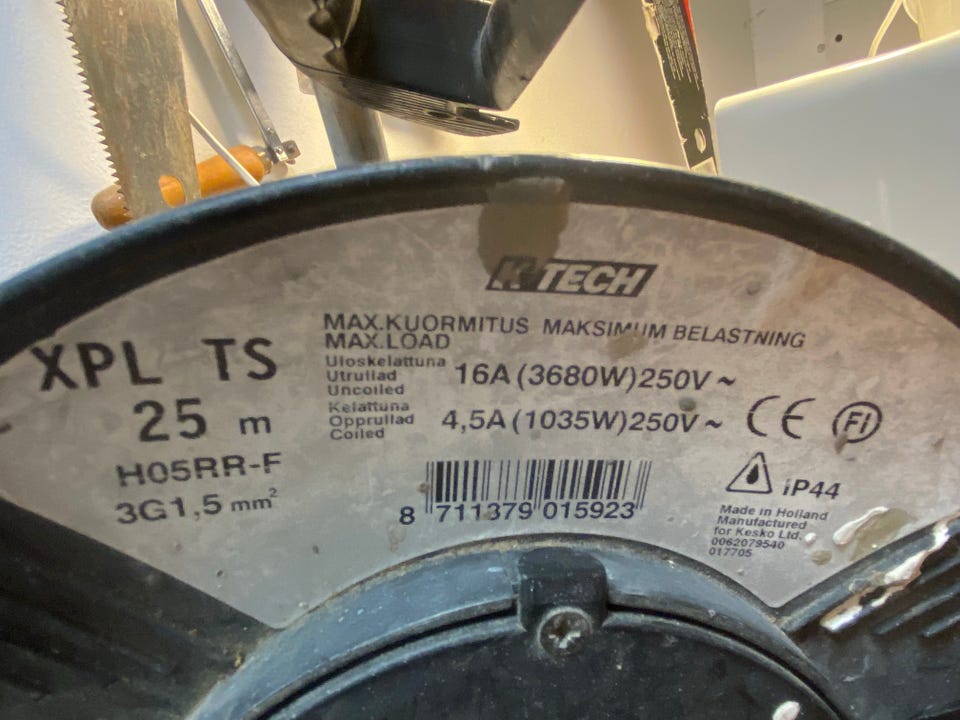 K-TECH
XPL TS
25 m
H05RR-F
3G1,5 mm²
MAX.KUORMITUS MAKSIMUM BELASTNING
MAX.LOAD
Uloskelattuna
Utrullad
Uncoiled
16A (3680W) 250V ~
Kelattuna
Opprullad
Coiled
4,5A (1035W) 250V ~
CE FI
IP44
8 711379 015923
Made in Holland
Manufactured
for Kesko Ltd.
0062079540
017705